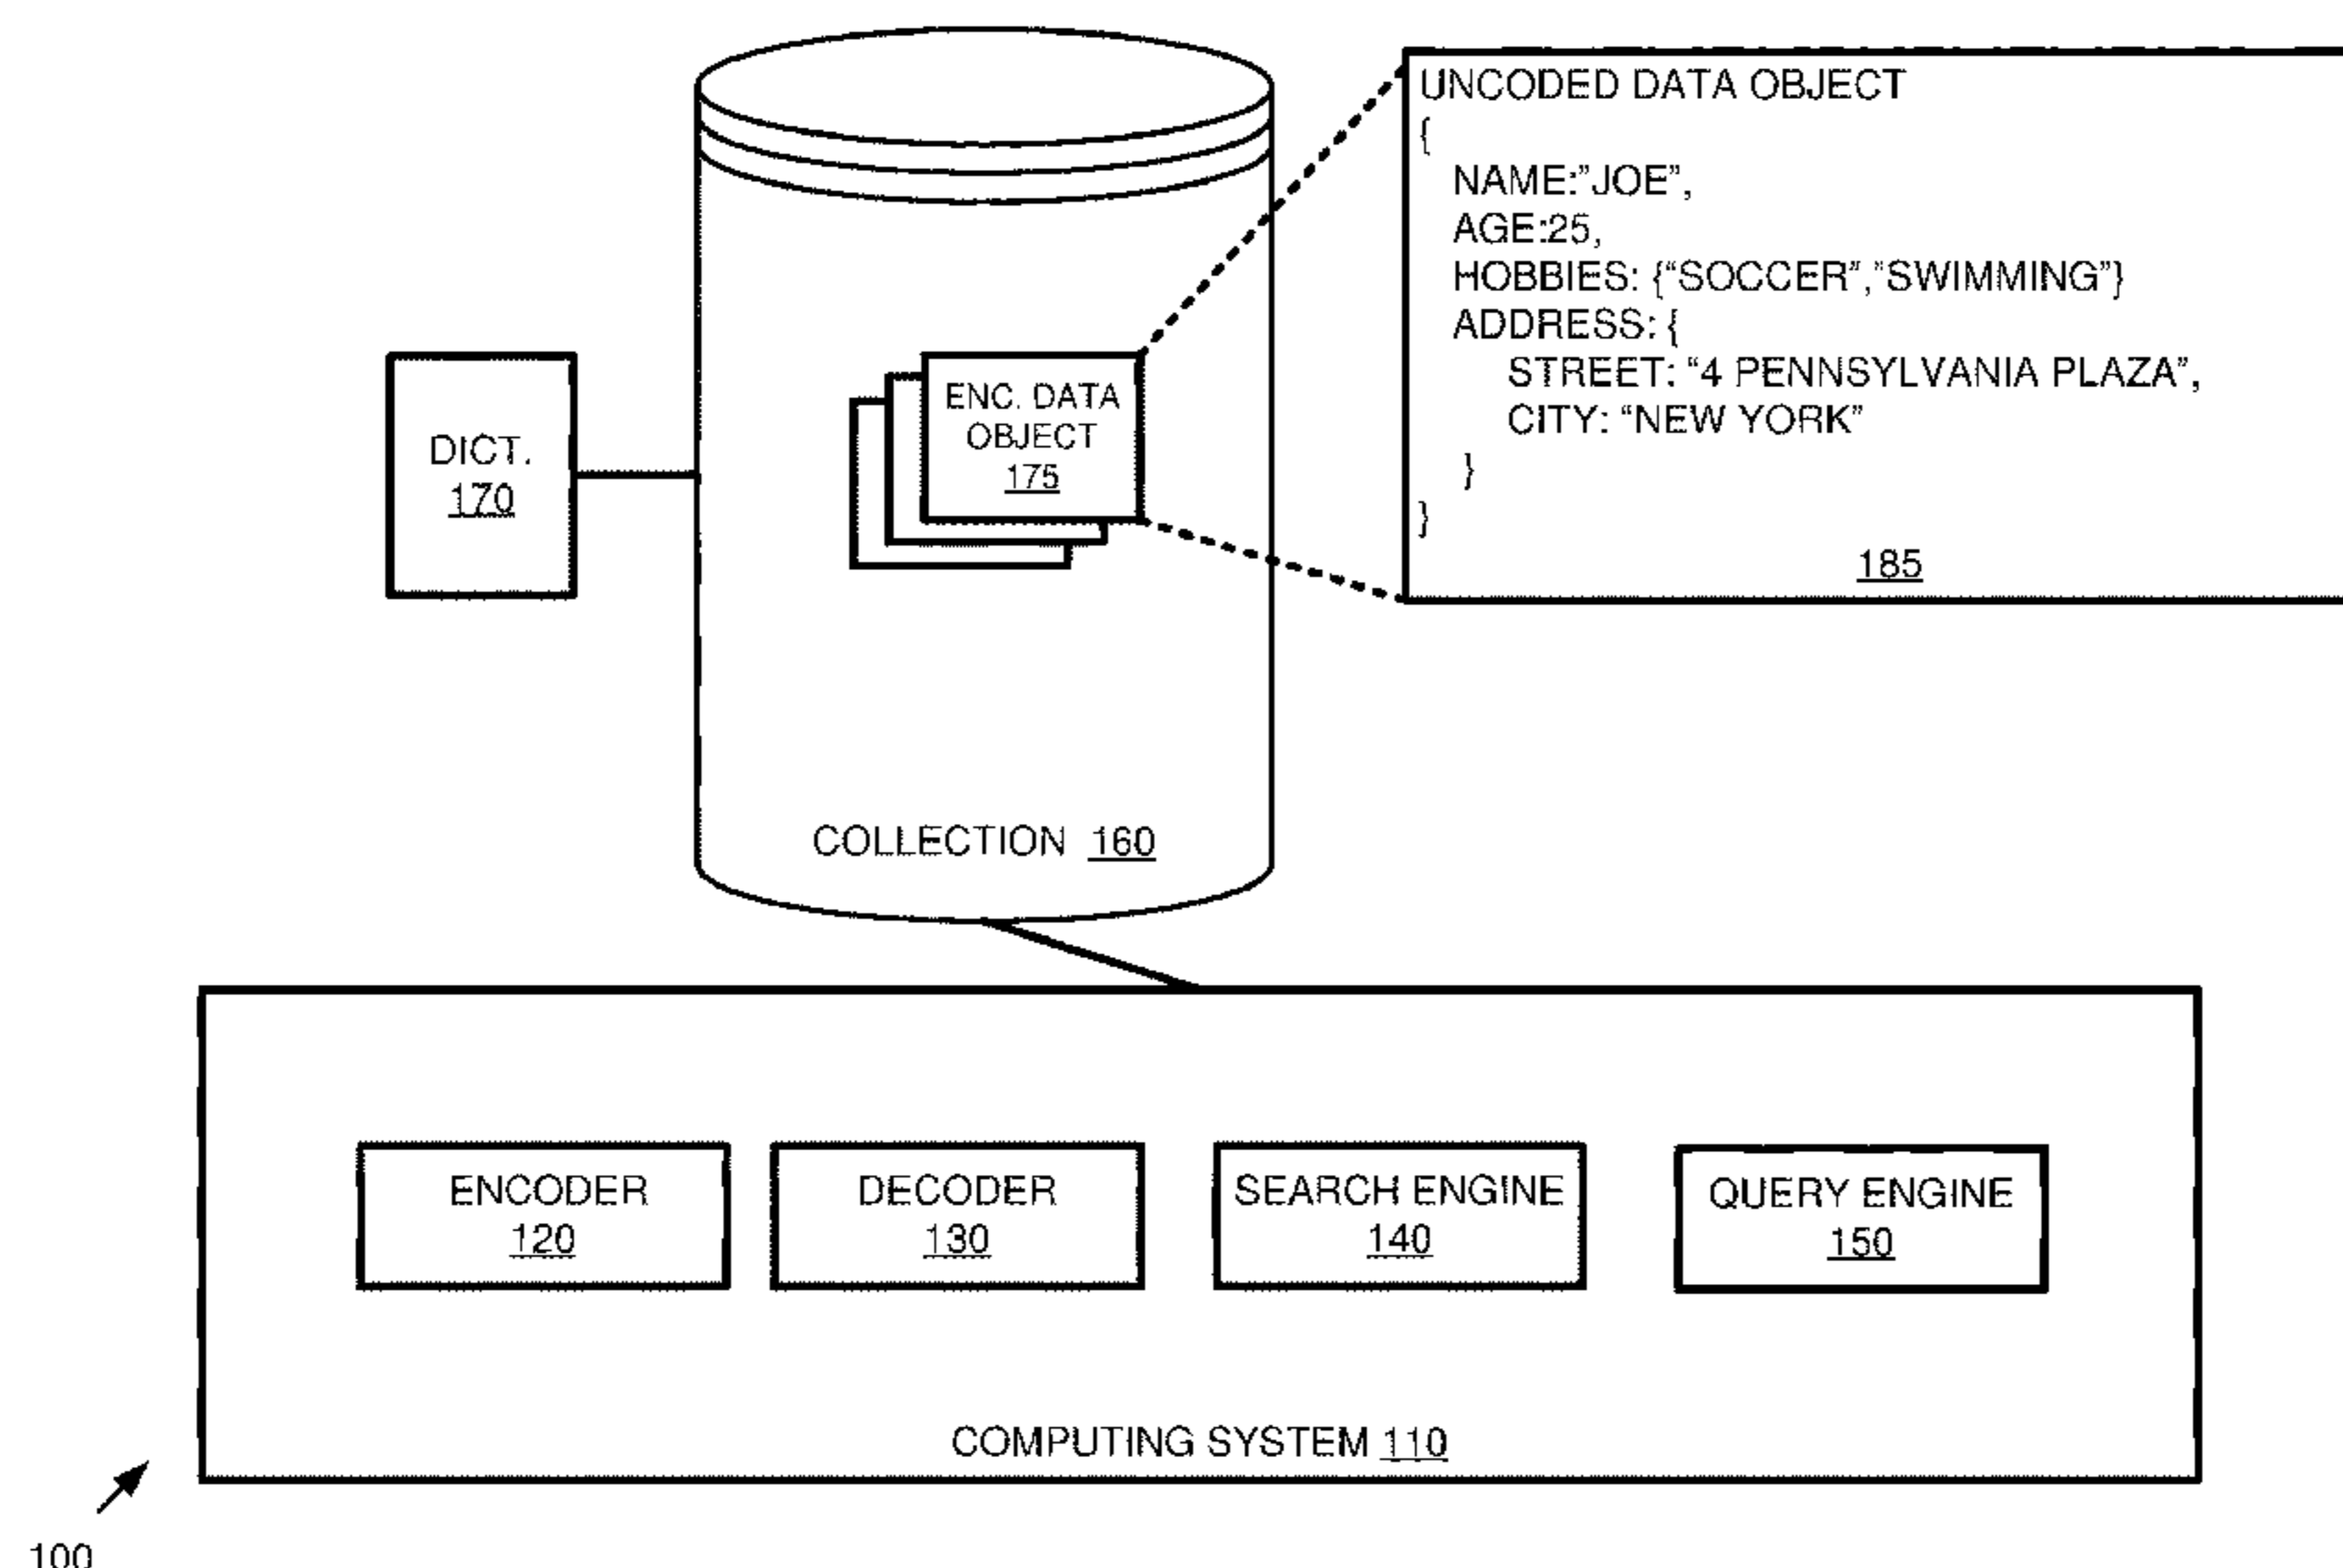 UNCODED DATA OBJECT
{
NAME:"JOE",
AGE:25,
HOBBIES: {"SOCCER","SWIMMING"}
ADDRESS: {
STREET: "4 PENNSYLVANIA PLAZA",
CITY: "NEW YORK"
}
}
185
ENC. DATA
OBJECT
175
DICT.
170
COLLECTION 160
ENCODER
120
DECODER
130
SEARCH ENGINE
140
QUERY ENGINE
150
COMPUTING SYSTEM 110
100